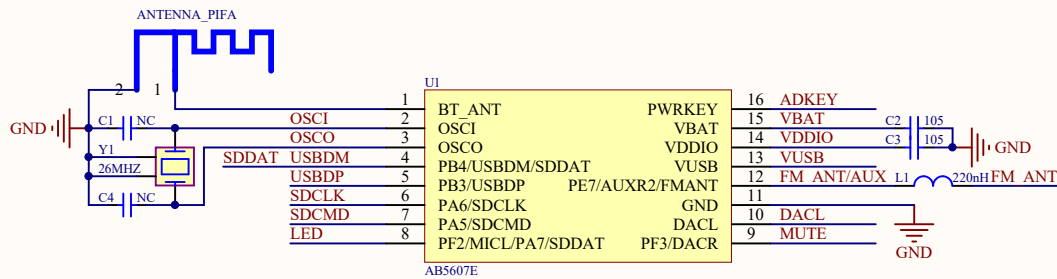 ANTENNA_PIFA
2 1
U1
1 BT_ANT PWRKEY 16 ADKEY
C1 NC OSCI 2 OSCI VBAT 15 VBAT C2 105
GND OSCO 3 OSCO VDDIO 14 VDDIO C3 105 GND
Y1 SDDAT USBDM 4 PB4/USBDM/SDDAT VUSB 13 VUSB
26MHZ USBDP 5 PB3/USBDP PE7/AUXR2/FMANT 12 FM_ANT/AUX L1 220nH FM_ANT
C4 NC SDCLK 6 PA6/SDCLK GND 11
SDCMD 7 PA5/SDCMD DACL 10 DACL
LED 8 PF2/MICL/PA7/SDDAT PF3/DACR 9 MUTE
GND
AB5607E